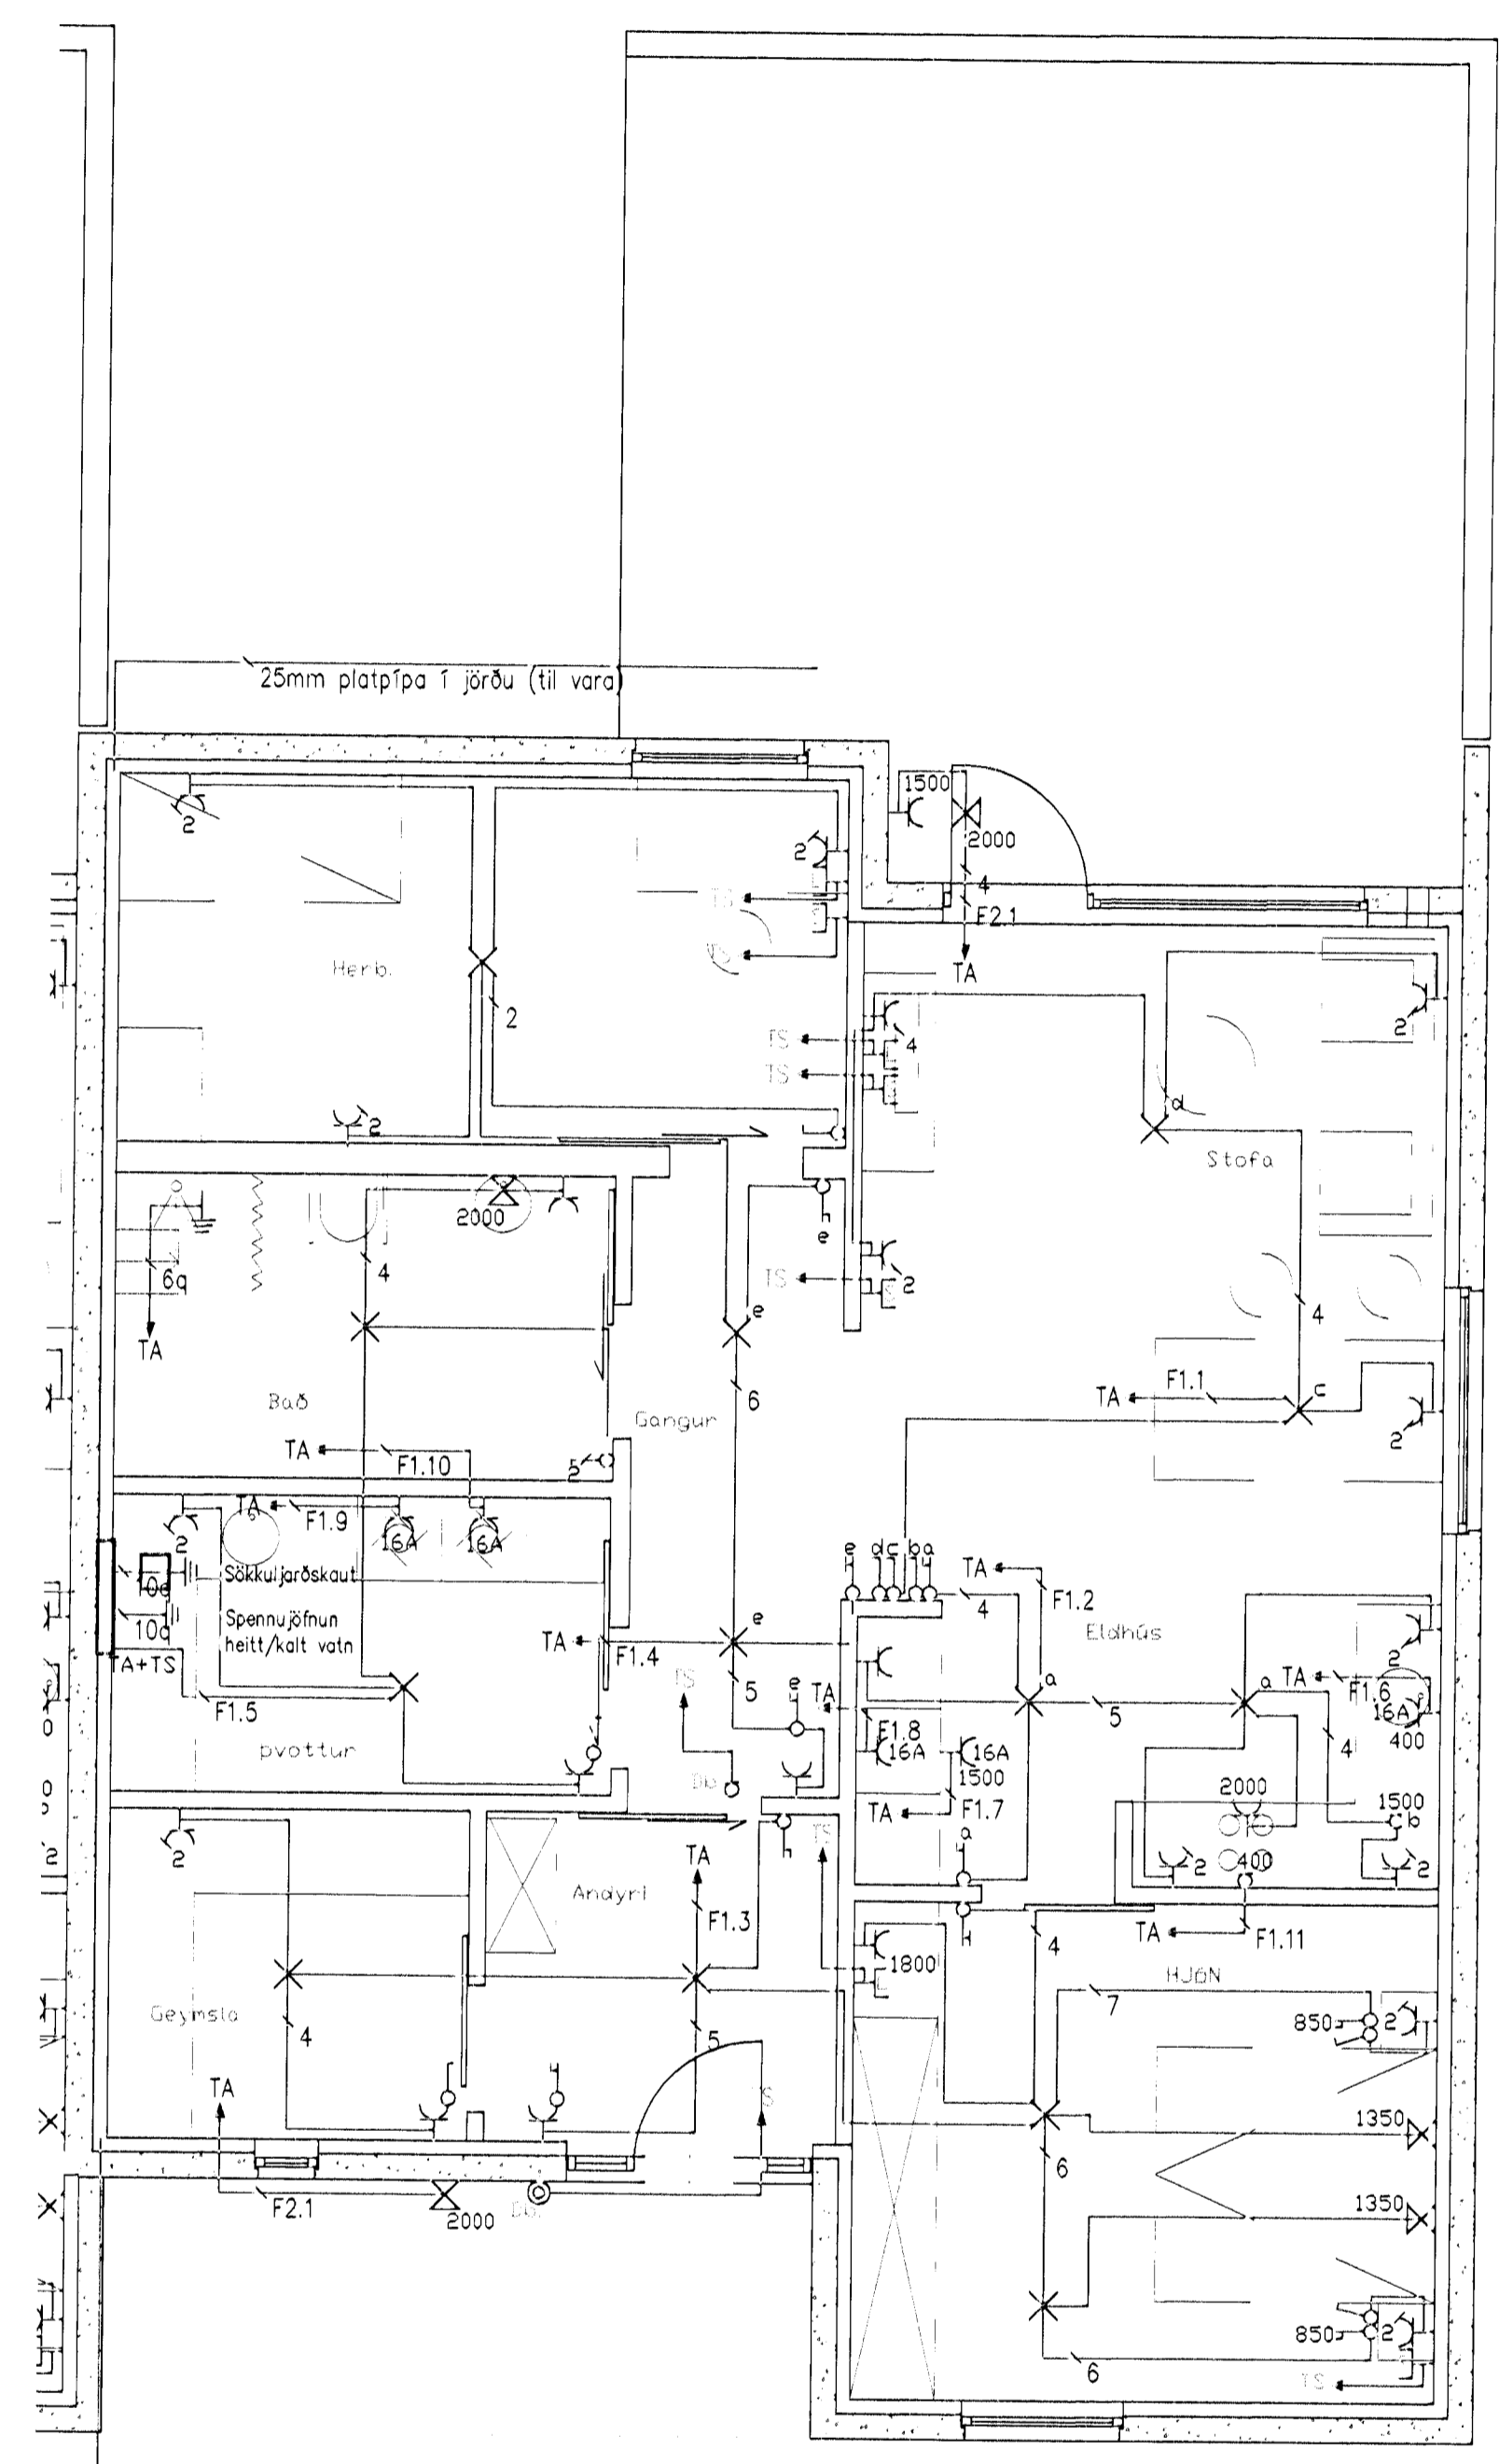 25mm platpípa í jörðu (til vara)
1500
2
2000
2
TS
4
F2.1
TS
TA
Herb.
2
2
TS
4
TS
d
2
Stofa
2000
e
4
6q
TS
2
TA
e
4
6
F1.1
TA
c
Bað
Gangur
2
TA
F1.10
5
TA
F1.9
2
16A
16A
e
d
c
b
a
TA
F1.2
4
Sökkuljarðskaut
10q
Spennujöfnun
heitt/kalt vatn
10q
TA+TS
e
TA
F1.4
Eldhús
2
a
a
TA
F1.6
16A
400
F1.5
TS
5
e
TA
F1.8
5
4
þvottur
16A
16A
1500
Db
2000
1500
b
F1.7
TA
2
TS
a
2
400
2
TA
Andyri
F1.3
4
TA
F1.11
1800
HJóN
7
Geymsla
4
5
850
2
TA
TS
1350
6
F2.1
2000
Db.
1350
850
2
6
TS